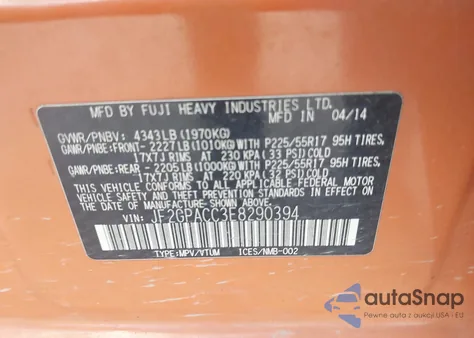 MFD BY FUJI HEAVY INDUSTRIES LTD.
MFD IN 04/14
GVWR/PNBV: 4343LB (1970KG)
GAWR/PNBE:FRONT- 2227LB(1010KG)WITH P225/55R17 95H TIRES,
17X7J RIMS AT 230 KPA (33 PSI)COLD
GAWR/PNBE:REAR - 2205LB(1000KG)WITH P225/55R17 95H TIRES,
17X7J RIMS AT 220 KPA (32 PSI)COLD
THIS VEHICLE CONFORMS TO ALL APPLICABLE FEDERAL MOTOR
VEHICLE SAFETY AND THEFT PREVENTION STANDARDS IN EFFECT ON THE
DATE OF MANUFACTURE SHOWN ABOVE.
VIN: JF2GPACC3E8290394
TYPE:MPV/VTUM ICES/NMB-002
autaSnap
Pewne auta z aukcji USA i EU